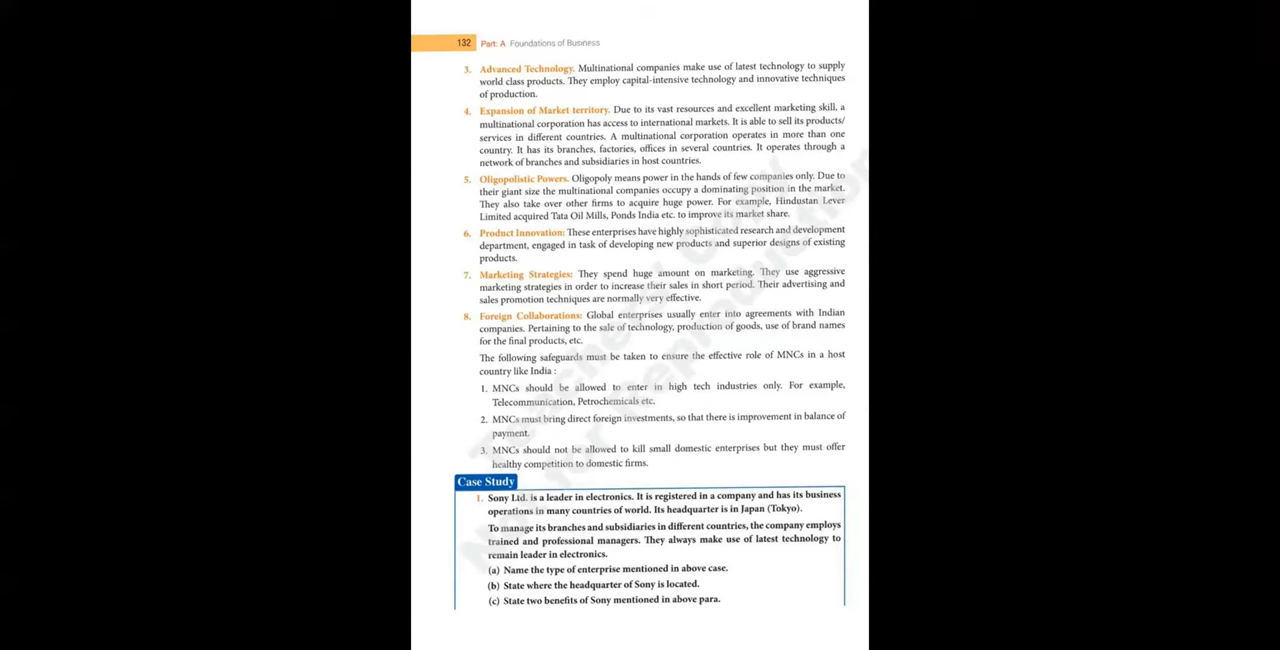 132 Part: A Foundations of Business
3. Advanced Technology. Multinational companies make use of latest technology to supply
world class products. They employ capital-intensive technology and innovative techniques
of production.
4. Expansion of Market territory. Due to its vast resources and excellent marketing skill, a
multinational corporation has access to international markets. It is able to sell its products/
services in different countries. A multinational corporation operates in more than one
country. It has its branches, factories, offices in several countries. It operates through a
network of branches and subsidiaries in host countries.
5. Oligopolistic Powers. Oligopoly means power in the hands of few companies only. Due to
their giant size the multinational companies occupy a dominating position in the market.
They also take over other firms to acquire huge power. For example, Hindustan Lever
Limited acquired Tata Oil Mills, Ponds India etc. to improve its market share.
6. Product Innovation: These enterprises have highly sophisticated research and development
department, engaged in task of developing new products and superior designs of existing
products.
7. Marketing Strategies: They spend huge amount on marketing. They use aggressive
marketing strategies in order to increase their sales in short period. Their advertising and
sales promotion techniques are normally very effective.
8. Foreign Collaborations: Global enterprises usually enter into agreements with Indian
companies. Pertaining to the sale of technology, production of goods, use of brand names
for the final products, etc.
The following safeguards must be taken to ensure the effective role of MNCs in a host
country like India :
1. MNCs should be allowed to enter in high tech industries only. For example,
Telecommunication, Petrochemicals etc.
2. MNCs must bring direct foreign investments, so that there is improvement in balance of
payment.
3. MNCs should not be allowed to kill small domestic enterprises but they must offer
healthy competition to domestic firms.
Case Study
1. Sony Ltd. is a leader in electronics. It is registered in a company and has its business
operations in many countries of world. Its headquarter is in Japan (Tokyo).
To manage its branches and subsidiaries in different countries, the company employs
trained and professional managers. They always make use of latest technology to
remain leader in electronics.
(a) Name the type of enterprise mentioned in above case.
(b) State where the headquarter of Sony is located.
(c) State two benefits of Sony mentioned in above para.